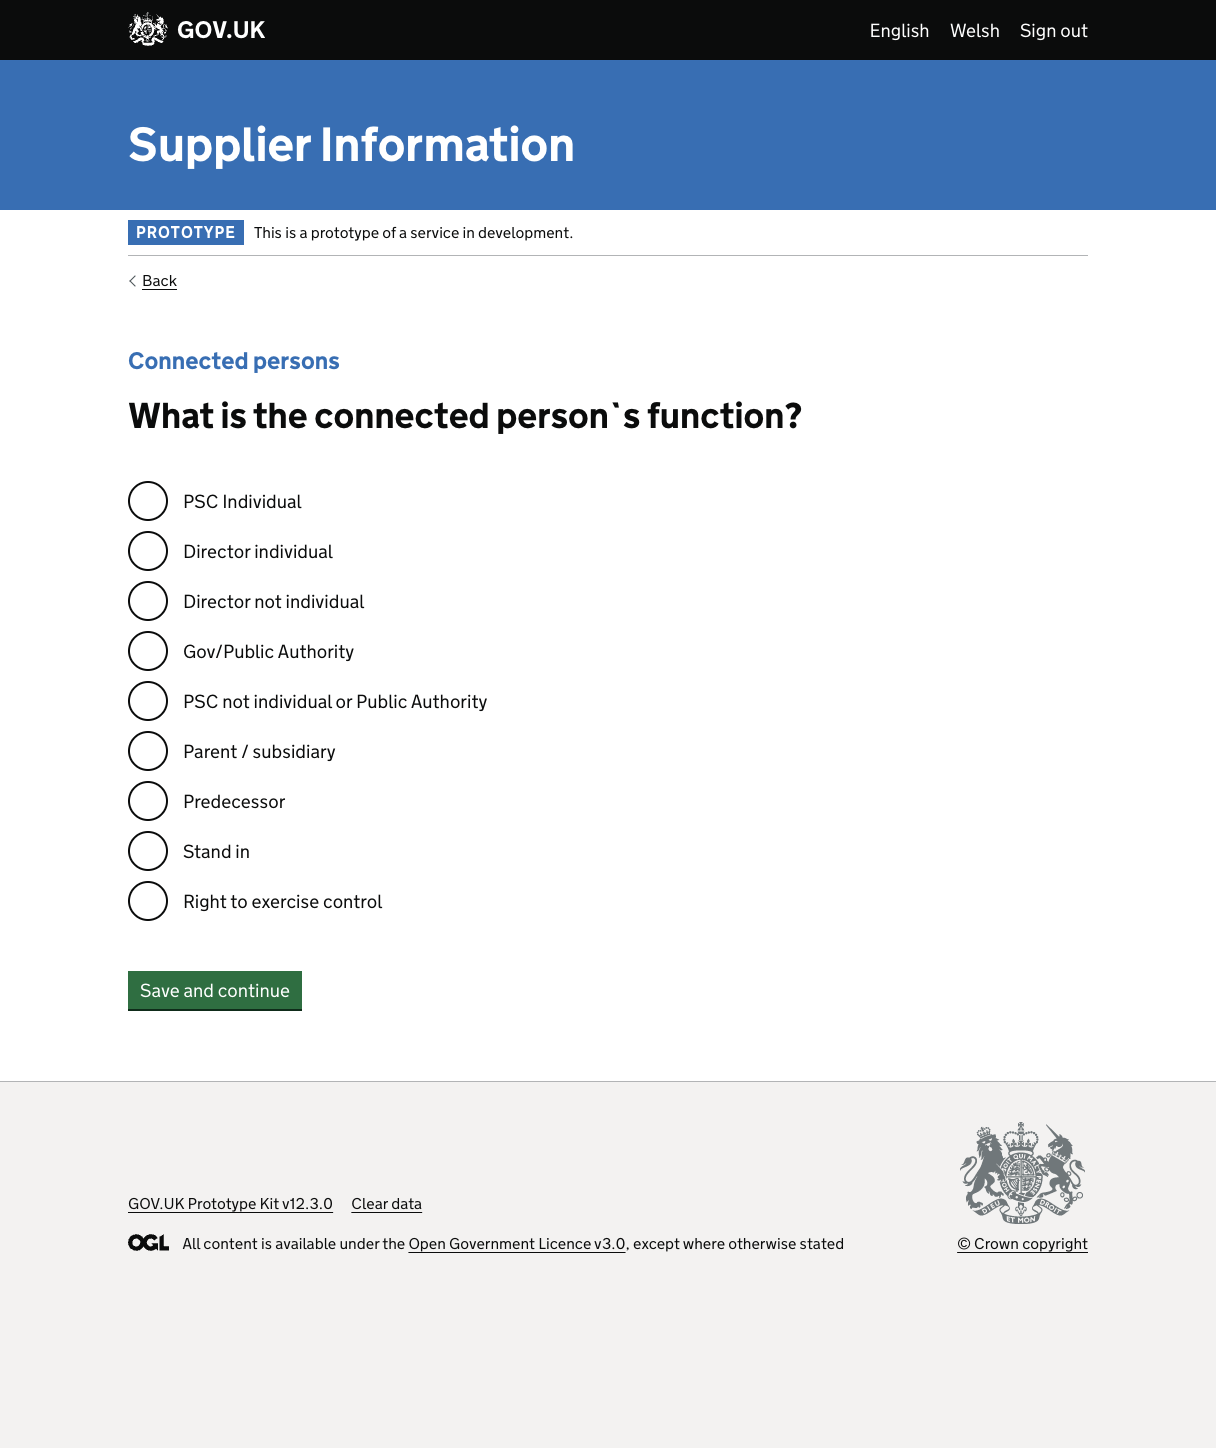 GOV.UK
English Welsh Sign out
Supplier Information
PROTOTYPE This is a prototype of a service in development.
Back
Connected persons
What is the connected person`s function?
PSC Individual
Director individual
Director not individual
Gov/Public Authority
PSC not individual or Public Authority
Parent / subsidiary
Predecessor
Stand in
Right to exercise control
Save and continue
GOV.UK Prototype Kit v12.3.0 Clear data
OGL All content is available under the Open Government Licence v3.0, except where otherwise stated
DIEU ET MON DROIT
© Crown copyright